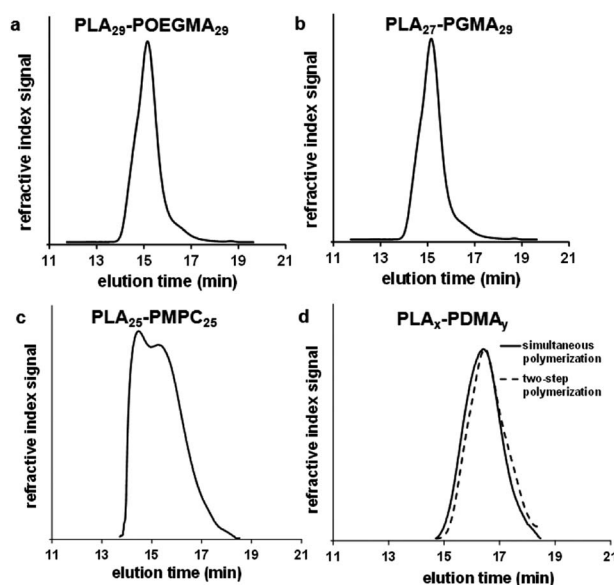 a
PLA29-POEGMA29
refractive index signal
11 13 15 17 19 21
elution time (min)
b
PLA27-PGMA29
refractive index signal
11 13 15 17 19 21
elution time (min)
c
PLA25-PMPC25
refractive index signal
11 13 15 17 19 21
elution time (min)
d
PLAx-PDMAy
simultaneous
polymerization
two-step
polymerization
refractive index signal
11 13 15 17 19 21
elution time (min)